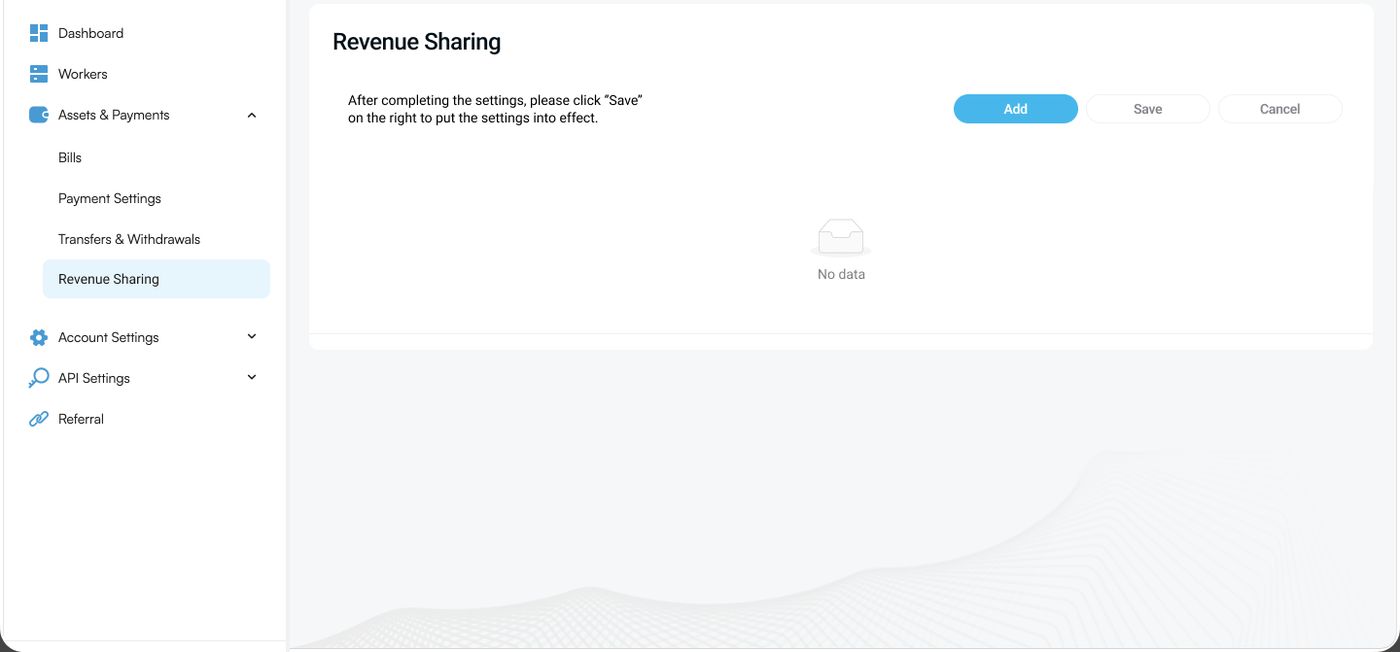 Dashboard
Workers
Assets & Payments
Bills
Payment Settings
Transfers & Withdrawals
Revenue Sharing
Account Settings
API Settings
Referral
Revenue Sharing
After completing the settings, please click “Save”
on the right to put the settings into effect.
Add
Save
Cancel
No data